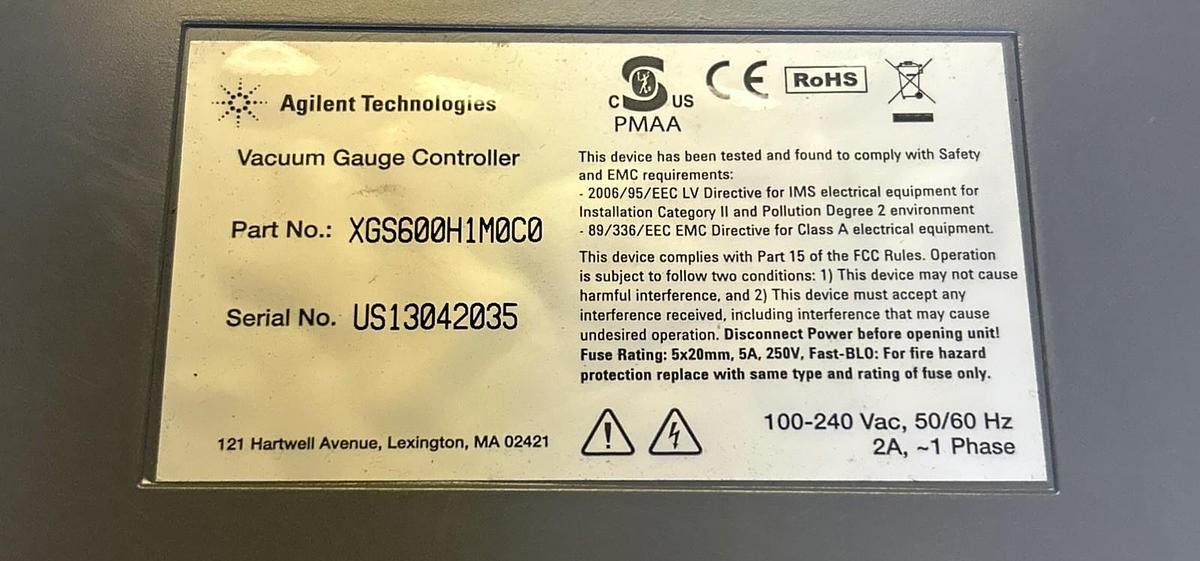 Agilent Technologies
Vacuum Gauge Controller
Part No.: XGS600H1M0C0
Serial No. US13042035
121 Hartwell Avenue, Lexington, MA 02421
C US
PMAA
CE
RoHS
This device has been tested and found to comply with Safety
and EMC requirements:
- 2006/95/EEC LV Directive for IMS electrical equipment for
Installation Category II and Pollution Degree 2 environment
- 89/336/EEC EMC Directive for Class A electrical equipment.
This device complies with Part 15 of the FCC Rules. Operation
is subject to follow two conditions: 1) This device may not cause
harmful interference, and 2) This device must accept any
interference received, including interference that may cause
undesired operation. Disconnect Power before opening unit!
Fuse Rating: 5x20mm, 5A, 250V, Fast-BLO: For fire hazard
protection replace with same type and rating of fuse only.
100-240 Vac, 50/60 Hz
2A, ~1 Phase